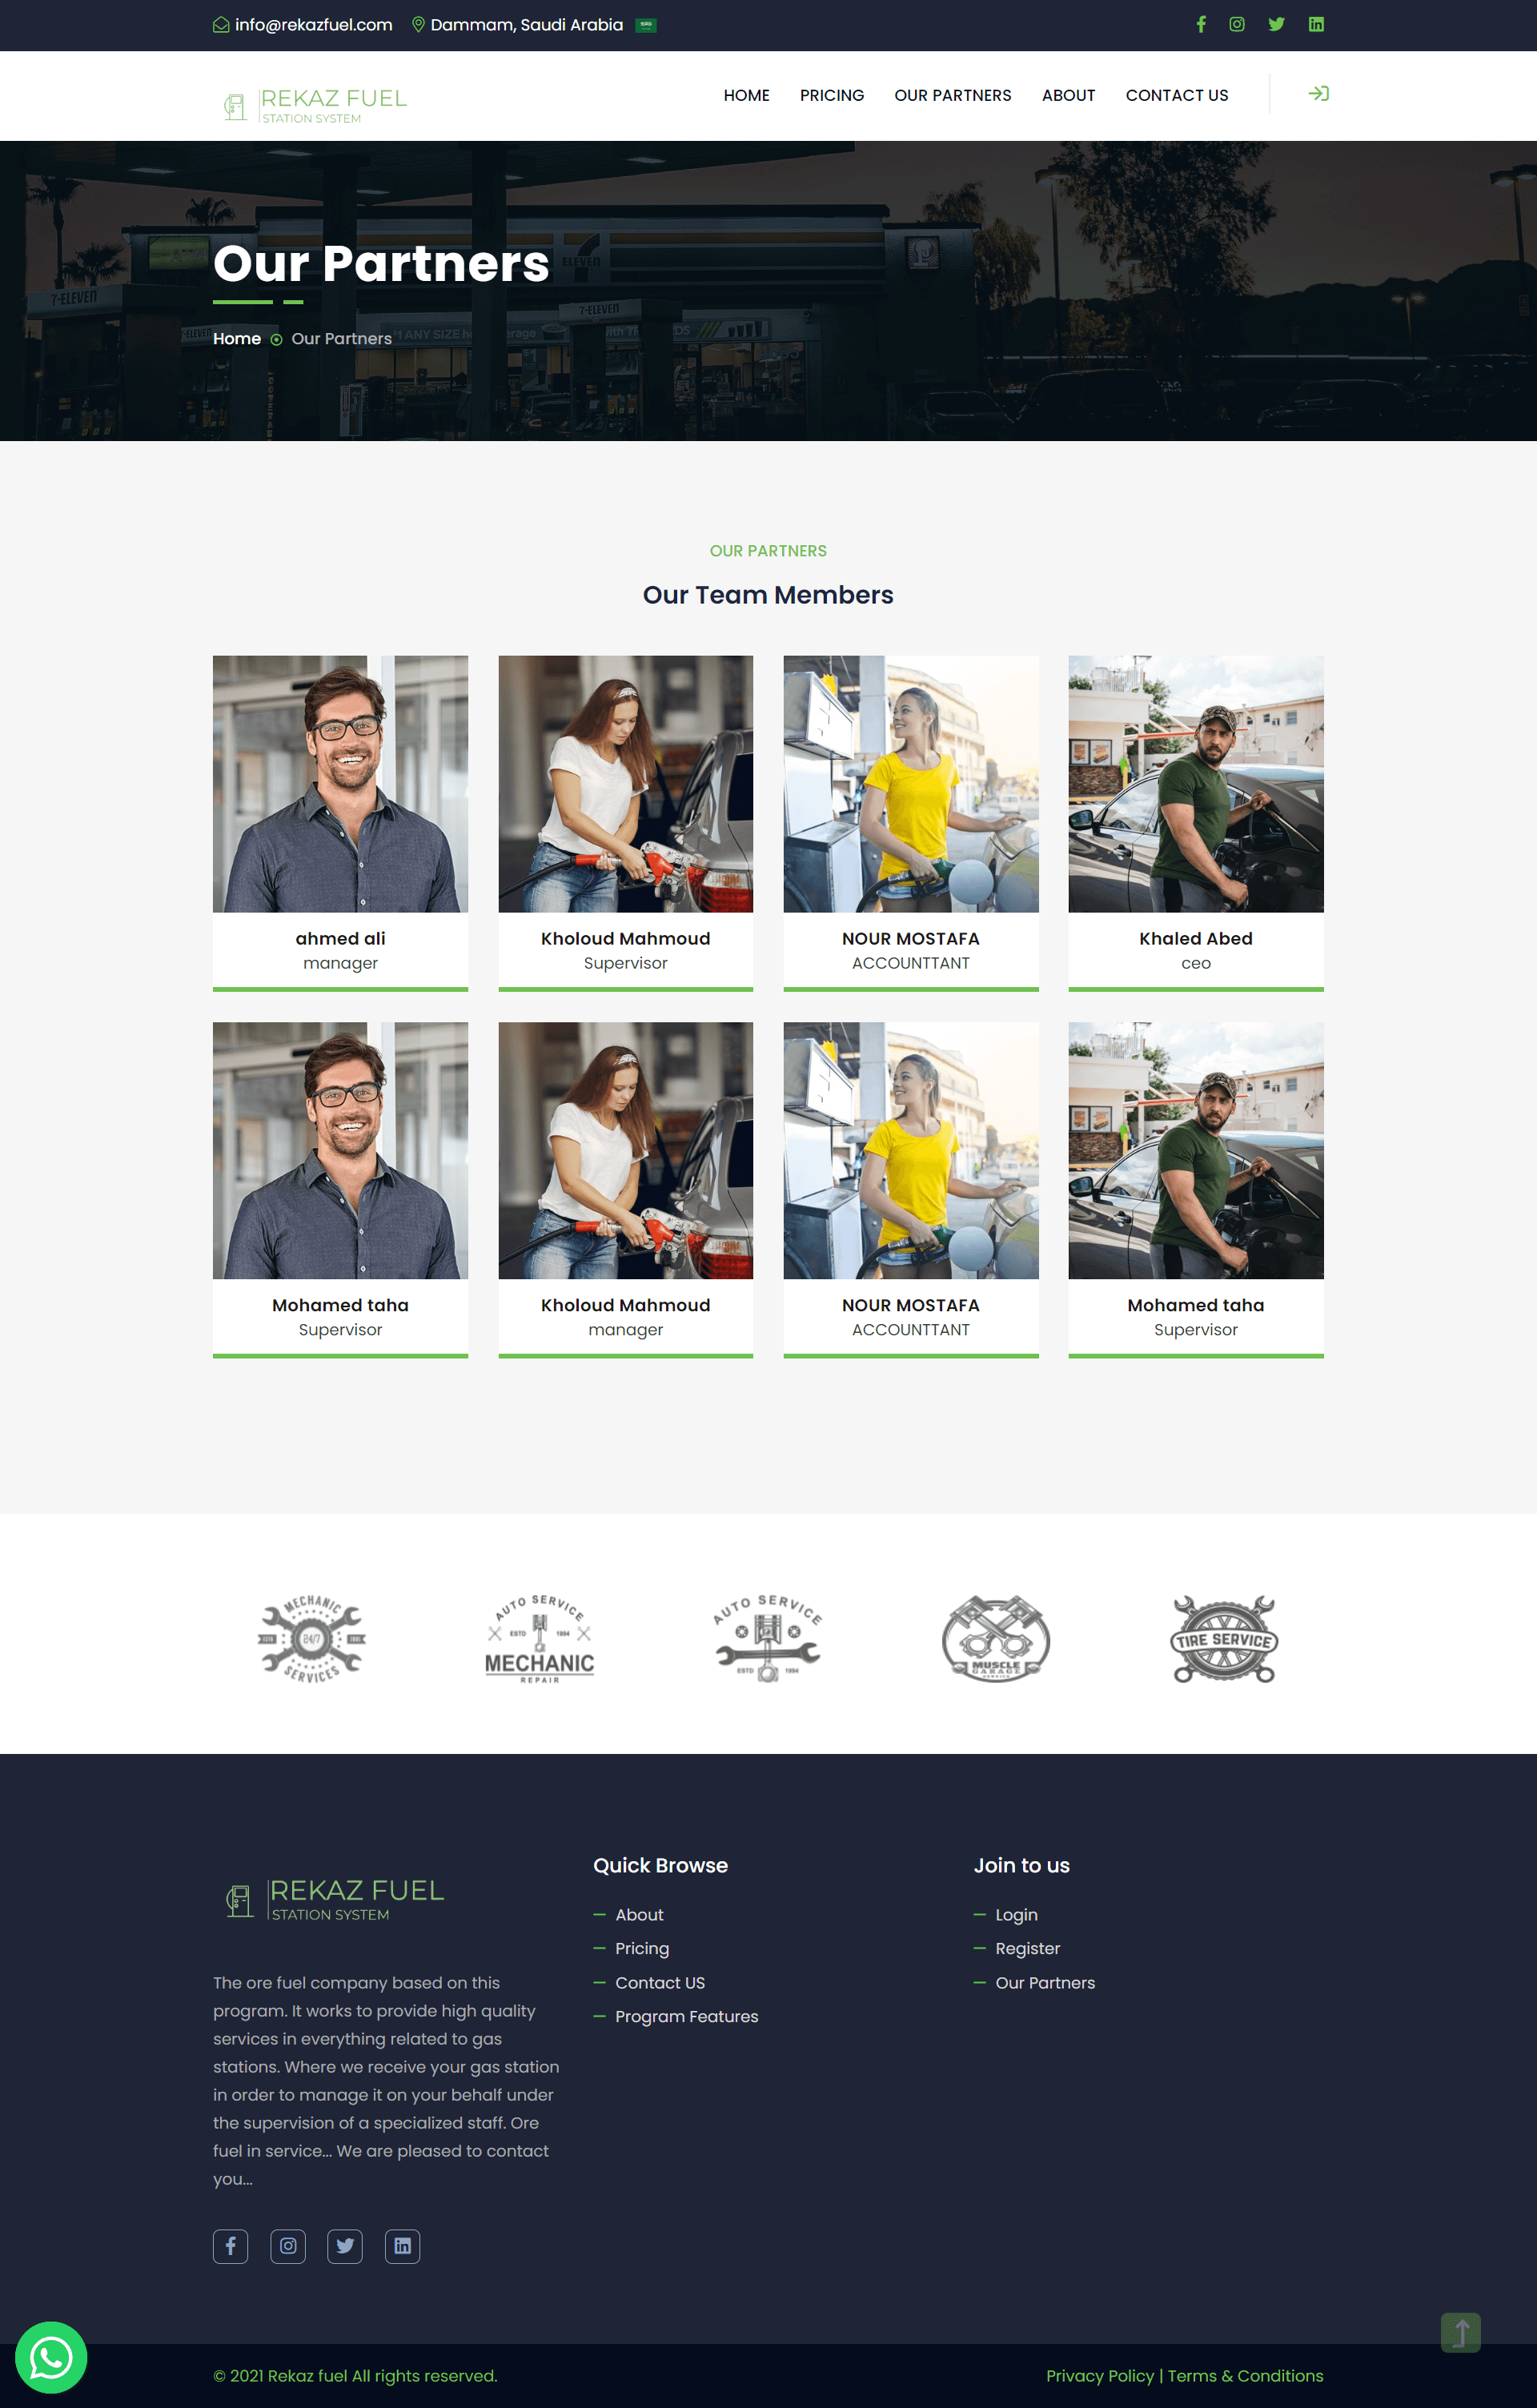 info@rekazfuel.com Dammam, Saudi Arabia
REKAZ FUEL
STATION SYSTEM
HOME PRICING OUR PARTNERS ABOUT CONTACT US
7-ELEVEN
ELEVEN
7-ELEVEN
Our Partners
Home Our Partners
ANY SIZE
OUR PARTNERS
Our Team Members
ahmed ali
manager
Kholoud Mahmoud
Supervisor
NOUR MOSTAFA
ACCOUNTTANT
Khaled Abed
ceo
Mohamed taha
Supervisor
Kholoud Mahmoud
manager
NOUR MOSTAFA
ACCOUNTTANT
Mohamed taha
Supervisor
MECHANIC
24/7
SERVICES
AUTO SERVICE
ESTD 1994
MECHANIC
REPAIR
AUTO SERVICE
ESTD 1994
MUSCLE
GARAGE
TIRE SERVICE
REKAZ FUEL
STATION SYSTEM
The ore fuel company based on this
program. It works to provide high quality
services in everything related to gas
stations. Where we receive your gas station
in order to manage it on your behalf under
the supervision of a specialized staff. Ore
fuel in service... We are pleased to contact
you...
Quick Browse
About
Pricing
Contact US
Program Features
Join to us
Login
Register
Our Partners
© 2021 Rekaz fuel All rights reserved.
Privacy Policy | Terms & Conditions